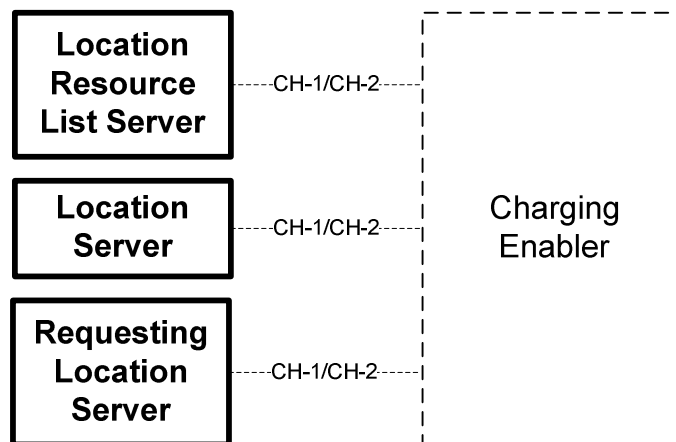 Location
Resource
List Server
CH-1/CH-2
Location
Server
CH-1/CH-2
Charging
Enabler
Requesting
Location
Server
CH-1/CH-2